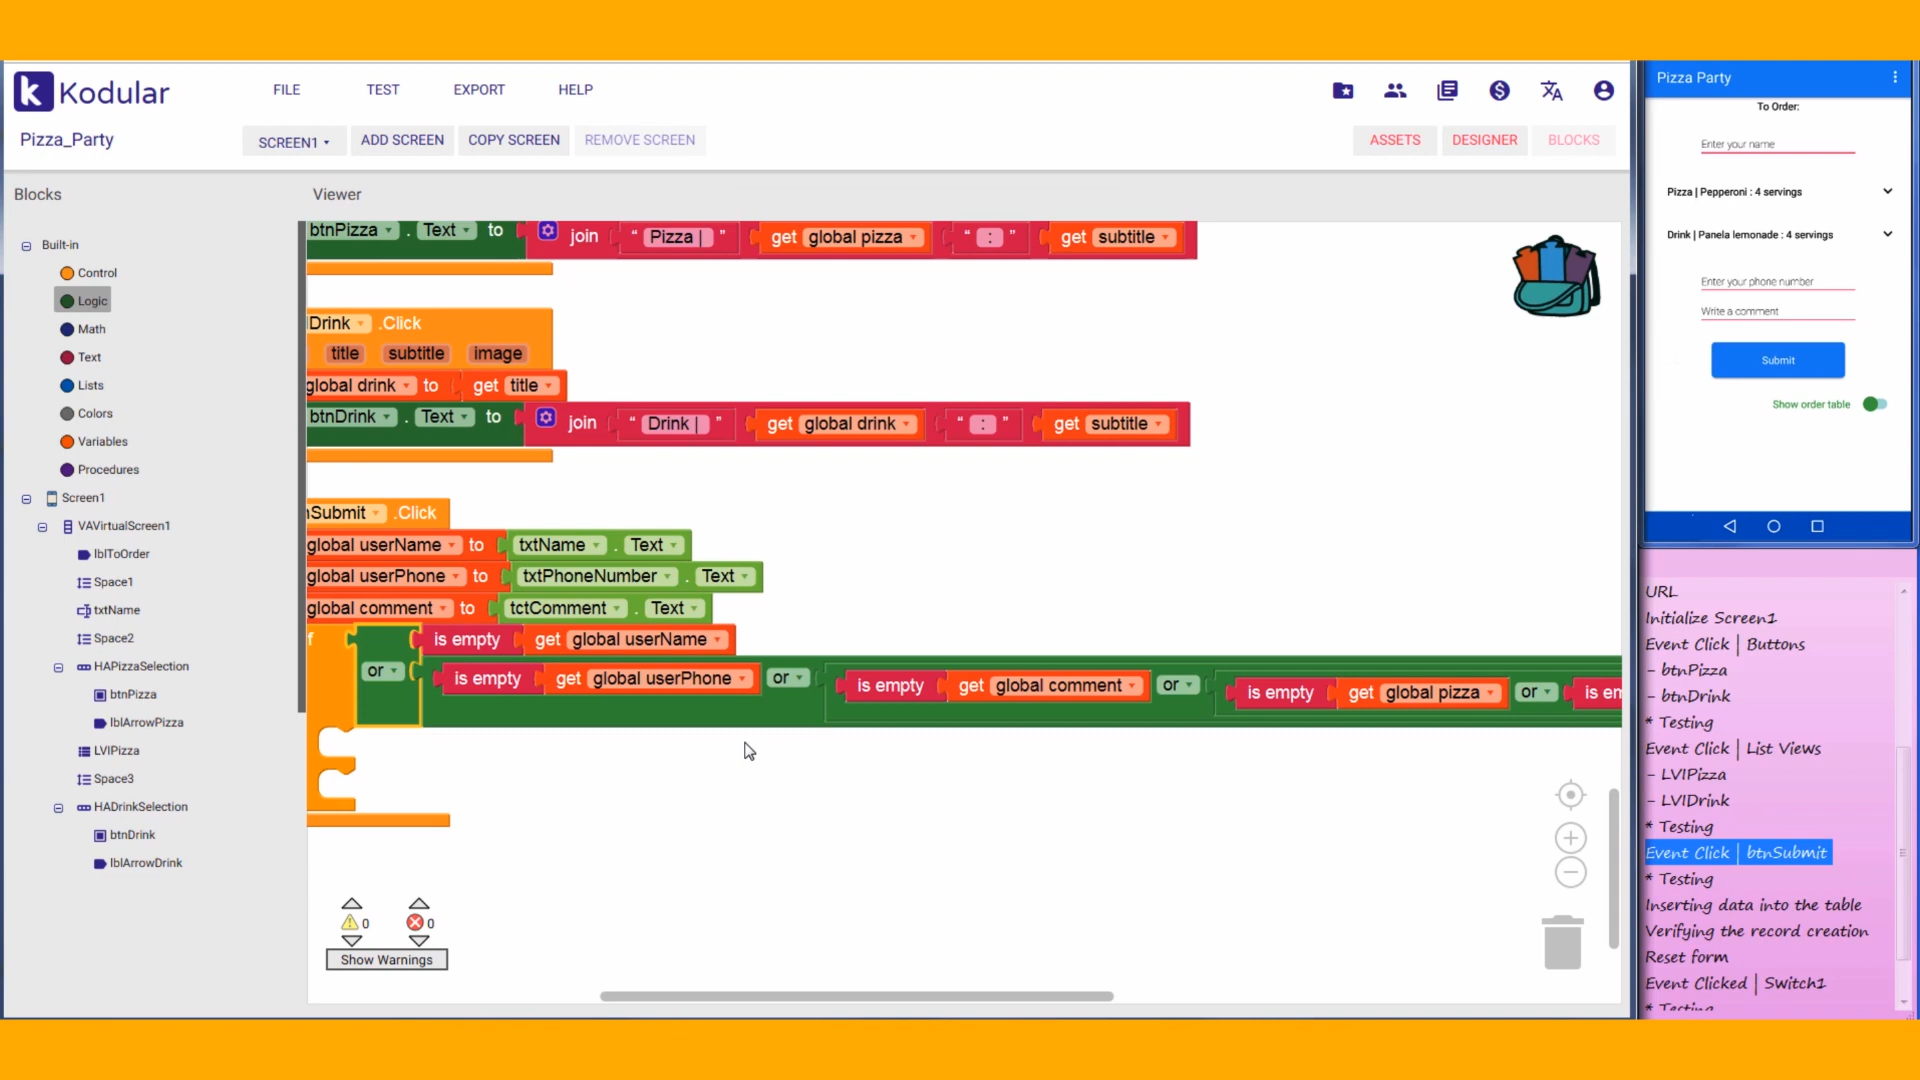 Kodular
FILE TEST EXPORT HELP
Pizza_Party
SCREEN1 ADD SCREEN COPY SCREEN REMOVE SCREEN
ASSETS DESIGNER BLOCKS
Blocks
Viewer
Built-in
Control
Logic
Math
Text
Lists
Colors
Variables
Procedures
Screen1
VAVirtualScreen1
lblToOrder
Space1
txtName
Space2
HAPizzaSelection
btnPizza
lblArrowPizza
LVIPizza
Space3
HADrinkSelection
btnDrink
lblArrowDrink
btnPizza . Text to join “ Pizza | ” get global pizza “ : ” get subtitle
Drink .Click
title subtitle image
global drink to get title
btnDrink . Text to join “ Drink | ” get global drink “ : ” get subtitle
Submit .Click
global userName to txtName . Text
global userPhone to txtPhoneNumber . Text
global comment to tctComment . Text
is empty get global userName
or is empty get global userPhone or is empty get global comment or is empty get global pizza or is em
0 0
Show Warnings
Pizza Party
To Order:
Enter your name
Pizza | Pepperoni : 4 servings
Drink | Panela lemonade : 4 servings
Enter your phone number
Write a comment
Submit
Show order table
URL
Initialize Screen1
Event Click | Buttons
- btnPizza
- btnDrink
* Testing
Event Click | List Views
- LVIPizza
- LVIDrink
* Testing
Event Click | btnSubmit
* Testing
Inserting data into the table
Verifying the record creation
Reset form
Event Clicked | Switch1
* Testing